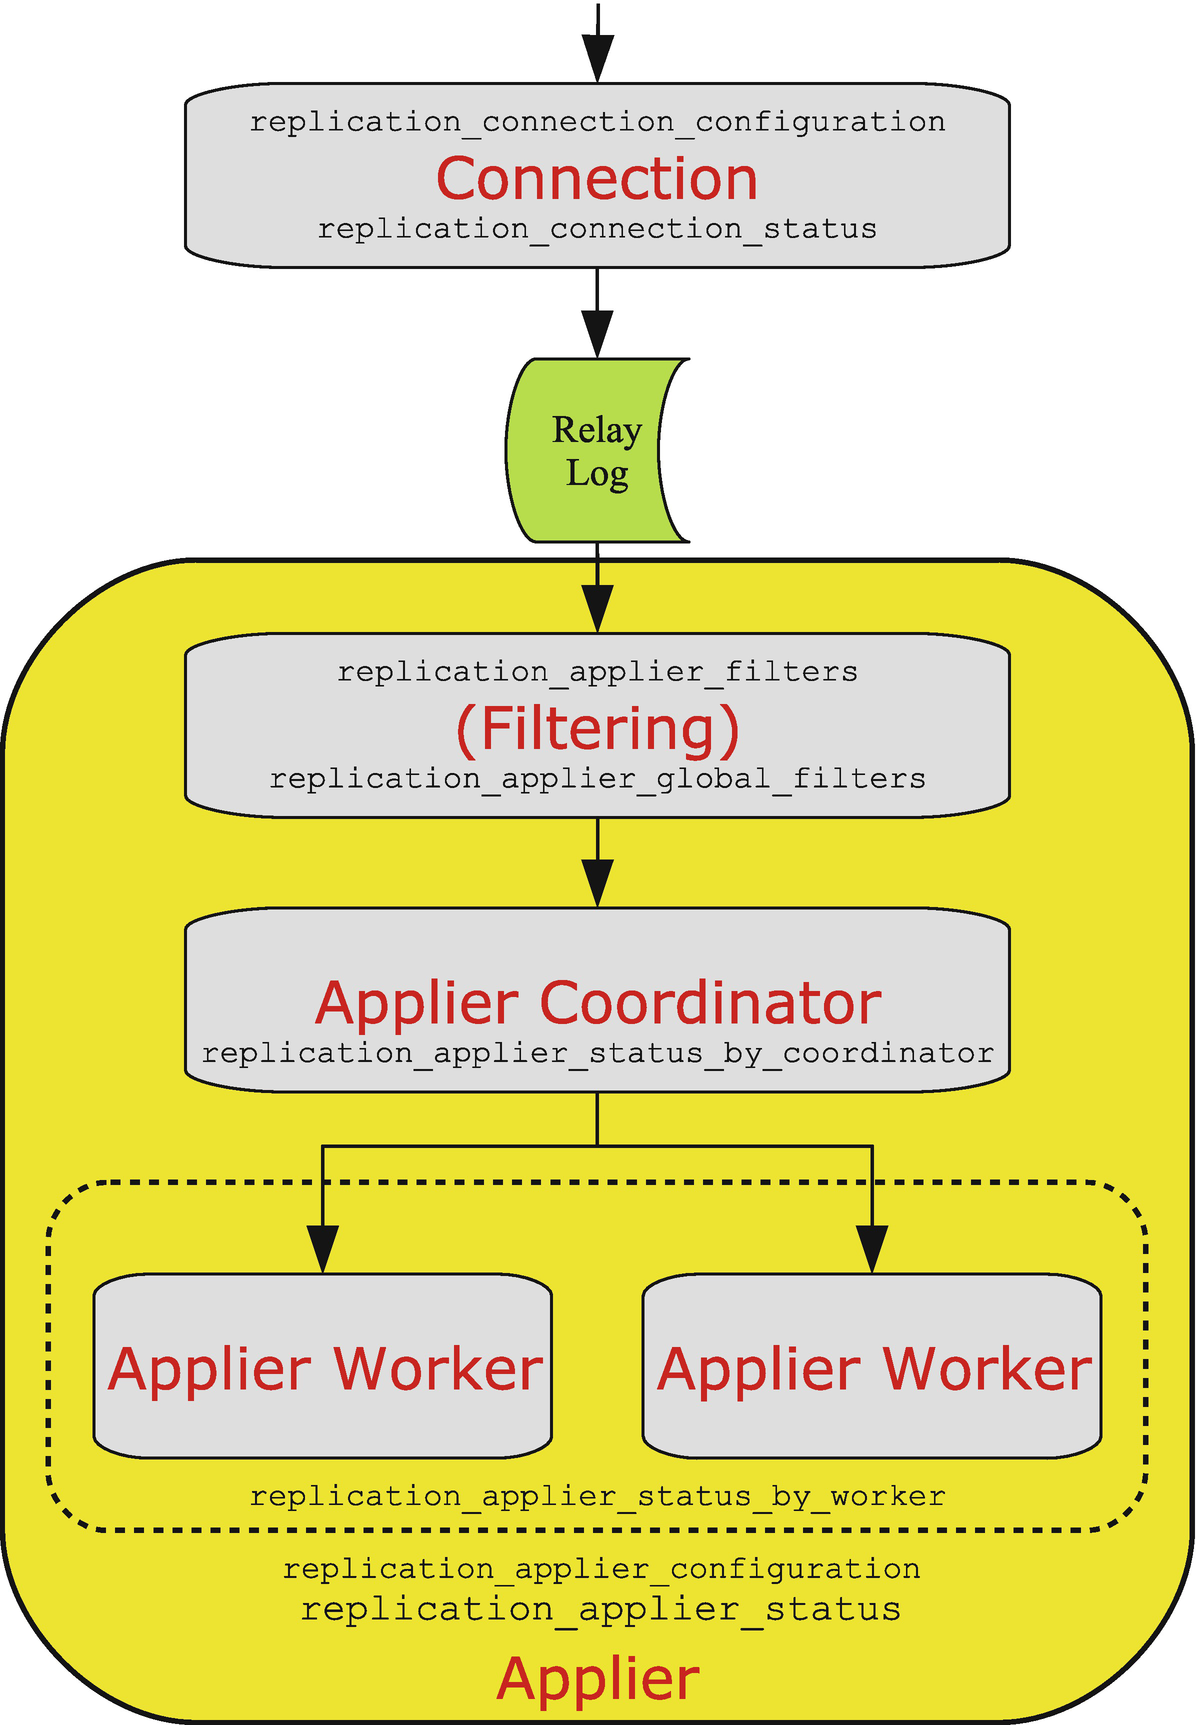 replication_connection_configuration
Connection
replication_connection_status
Relay
Log
replication_applier_filters
(Filtering)
replication_applier_global_filters
Applier Coordinator
replication_applier_status_by_coordinator
Applier Worker
Applier Worker
replication_applier_status_by_worker
replication_applier_configuration
replication_applier_status
Applier